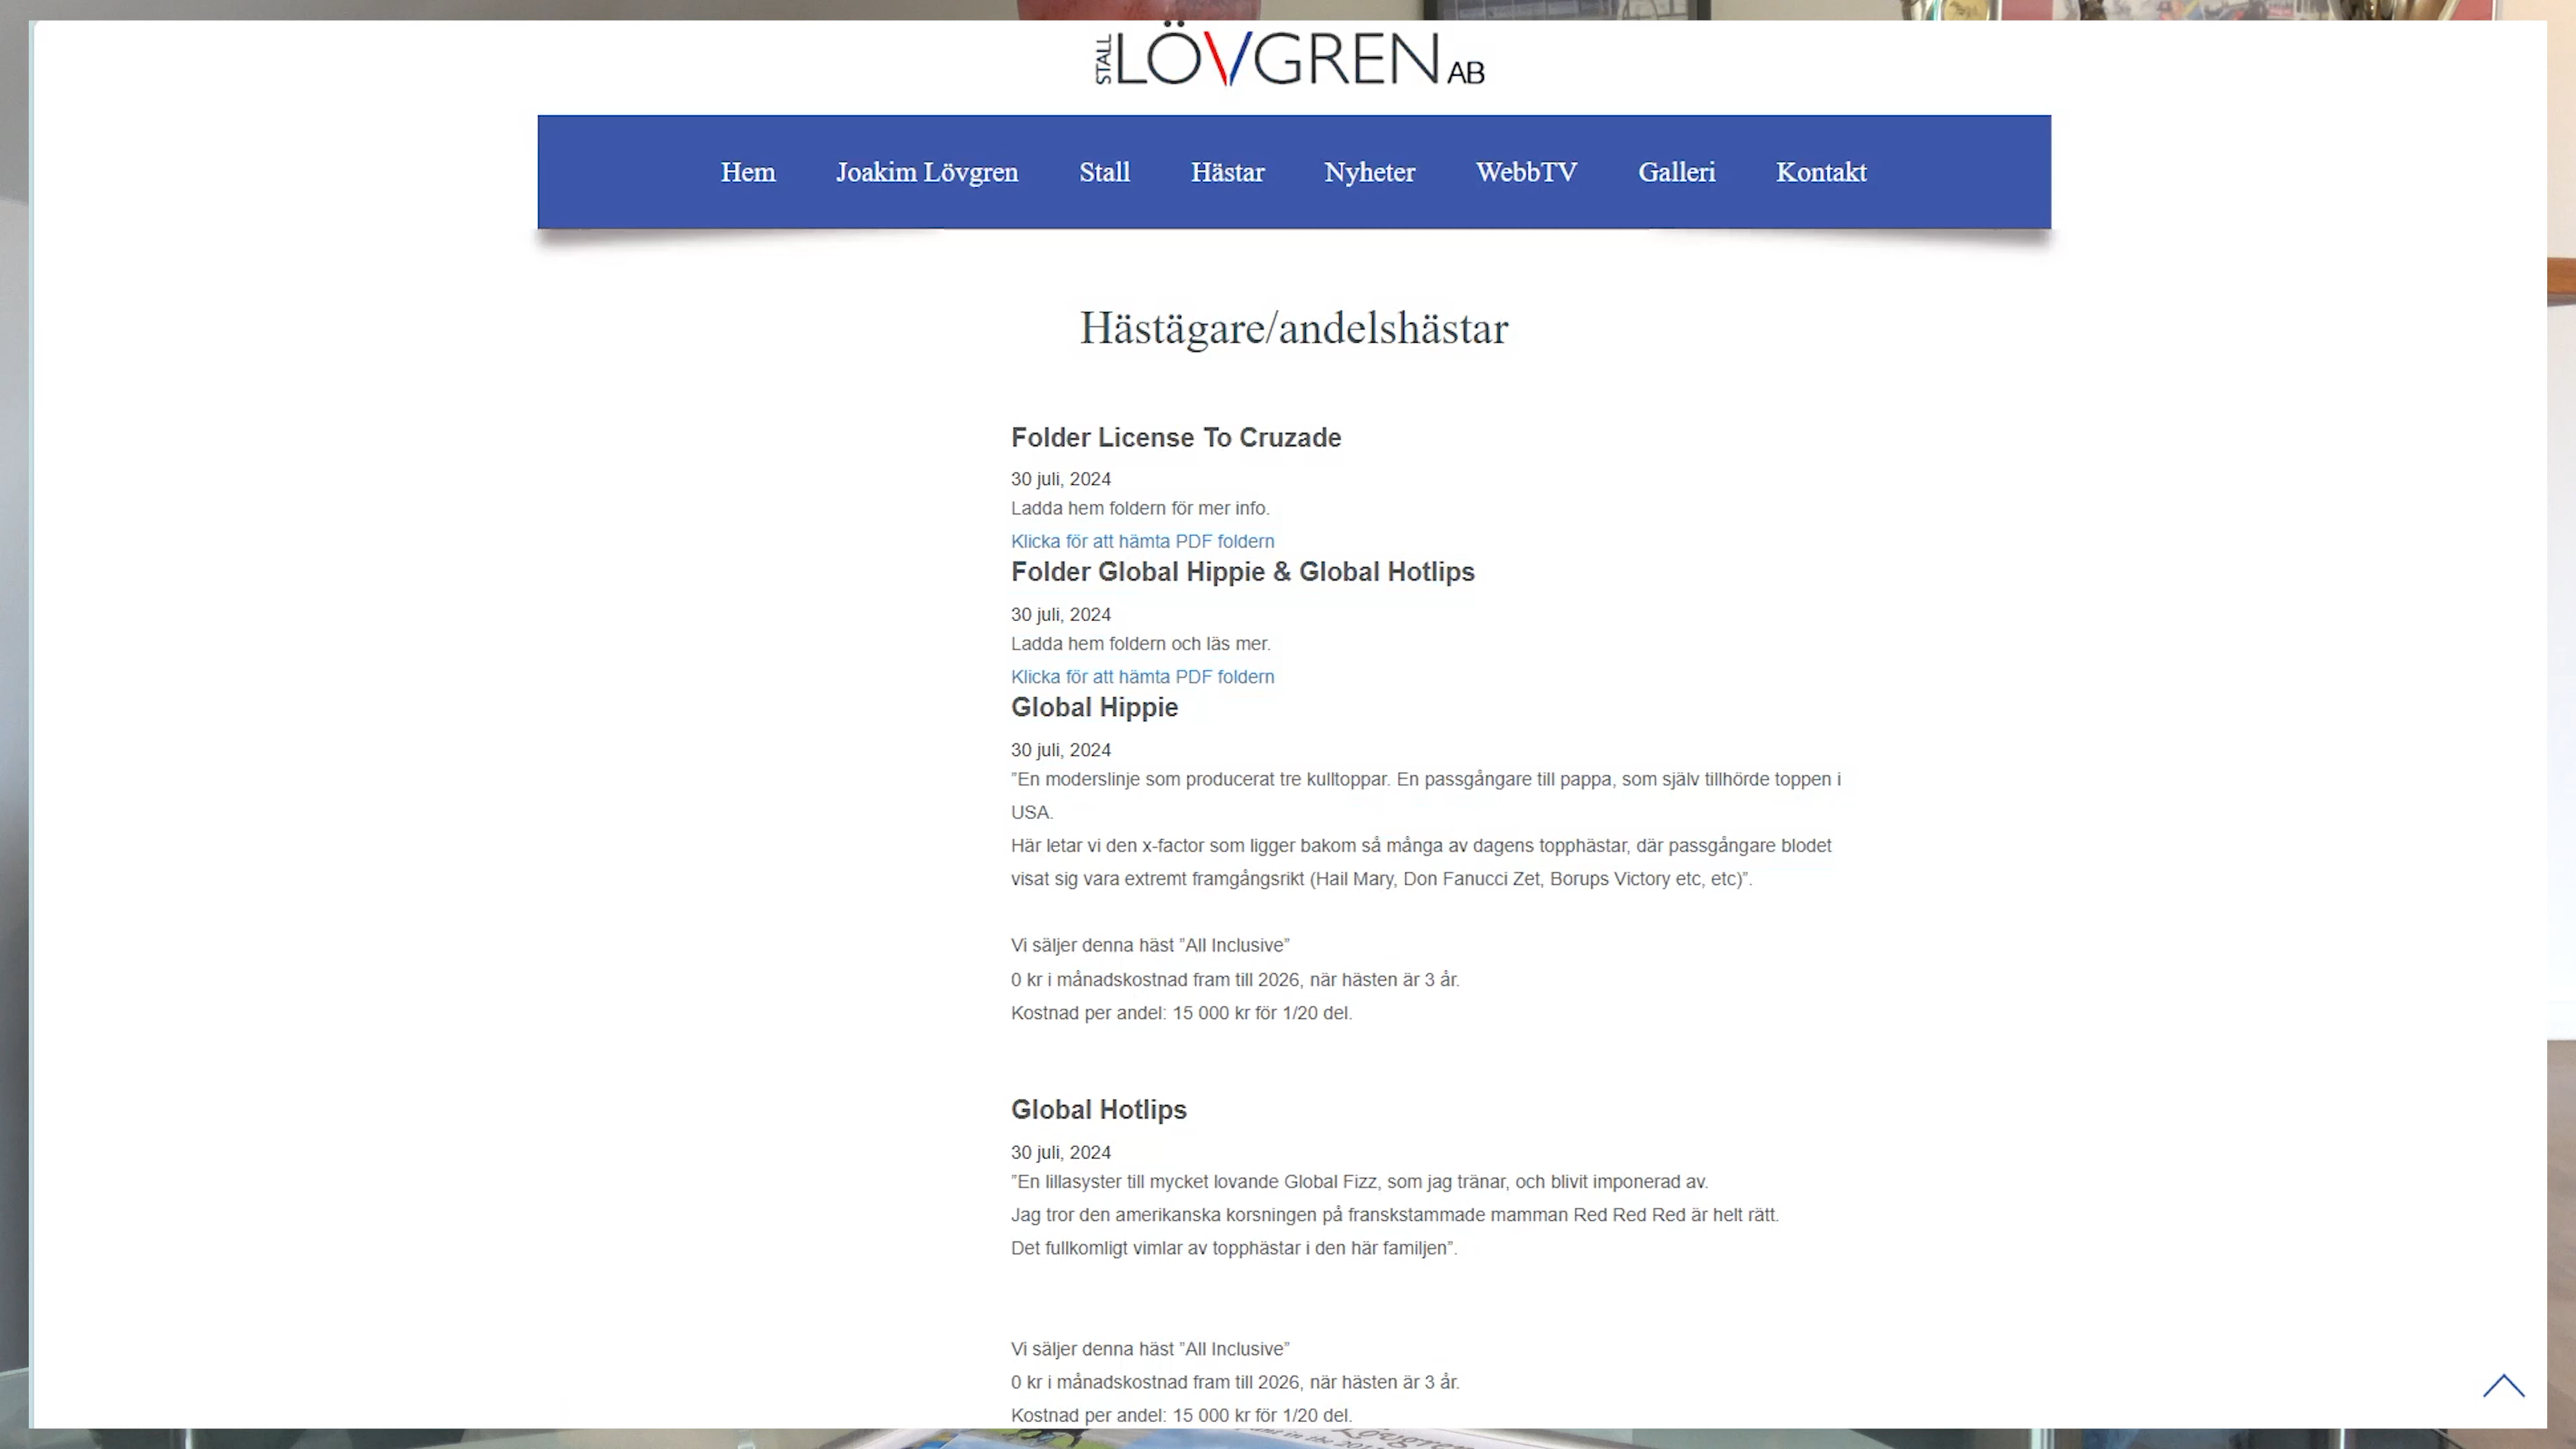 STALL LÖVGREN AB
Hem Joakim Lövgren Stall Hästar Nyheter WebbTV Galleri Kontakt
Hästägare/andelshästar
Folder License To Cruzade
30 juli, 2024
Ladda hem foldern för mer info.
Klicka för att hämta PDF foldern
Folder Global Hippie & Global Hotlips
30 juli, 2024
Ladda hem foldern och läs mer.
Klicka för att hämta PDF foldern
Global Hippie
30 juli, 2024
”En moderslinje som producerat tre kulltoppar. En passgångare till pappa, som själv tillhörde toppen i
USA.
Här letar vi den x-factor som ligger bakom så många av dagens topphästar, där passgångare blodet
visat sig vara extremt framgångsrikt (Hail Mary, Don Fanucci Zet, Borups Victory etc, etc)”.
Vi säljer denna häst ”All Inclusive”
0 kr i månadskostnad fram till 2026, när hästen är 3 år.
Kostnad per andel: 15 000 kr för 1/20 del.
Global Hotlips
30 juli, 2024
”En lillasyster till mycket lovande Global Fizz, som jag tränar, och blivit imponerad av.
Jag tror den amerikanska korsningen på franskstammade mamman Red Red Red är helt rätt.
Det fullkomligt vimlar av topphästar i den här familjen”.
Vi säljer denna häst ”All Inclusive”
0 kr i månadskostnad fram till 2026, när hästen är 3 år.
Kostnad per andel: 15 000 kr för 1/20 del.
Lövgren